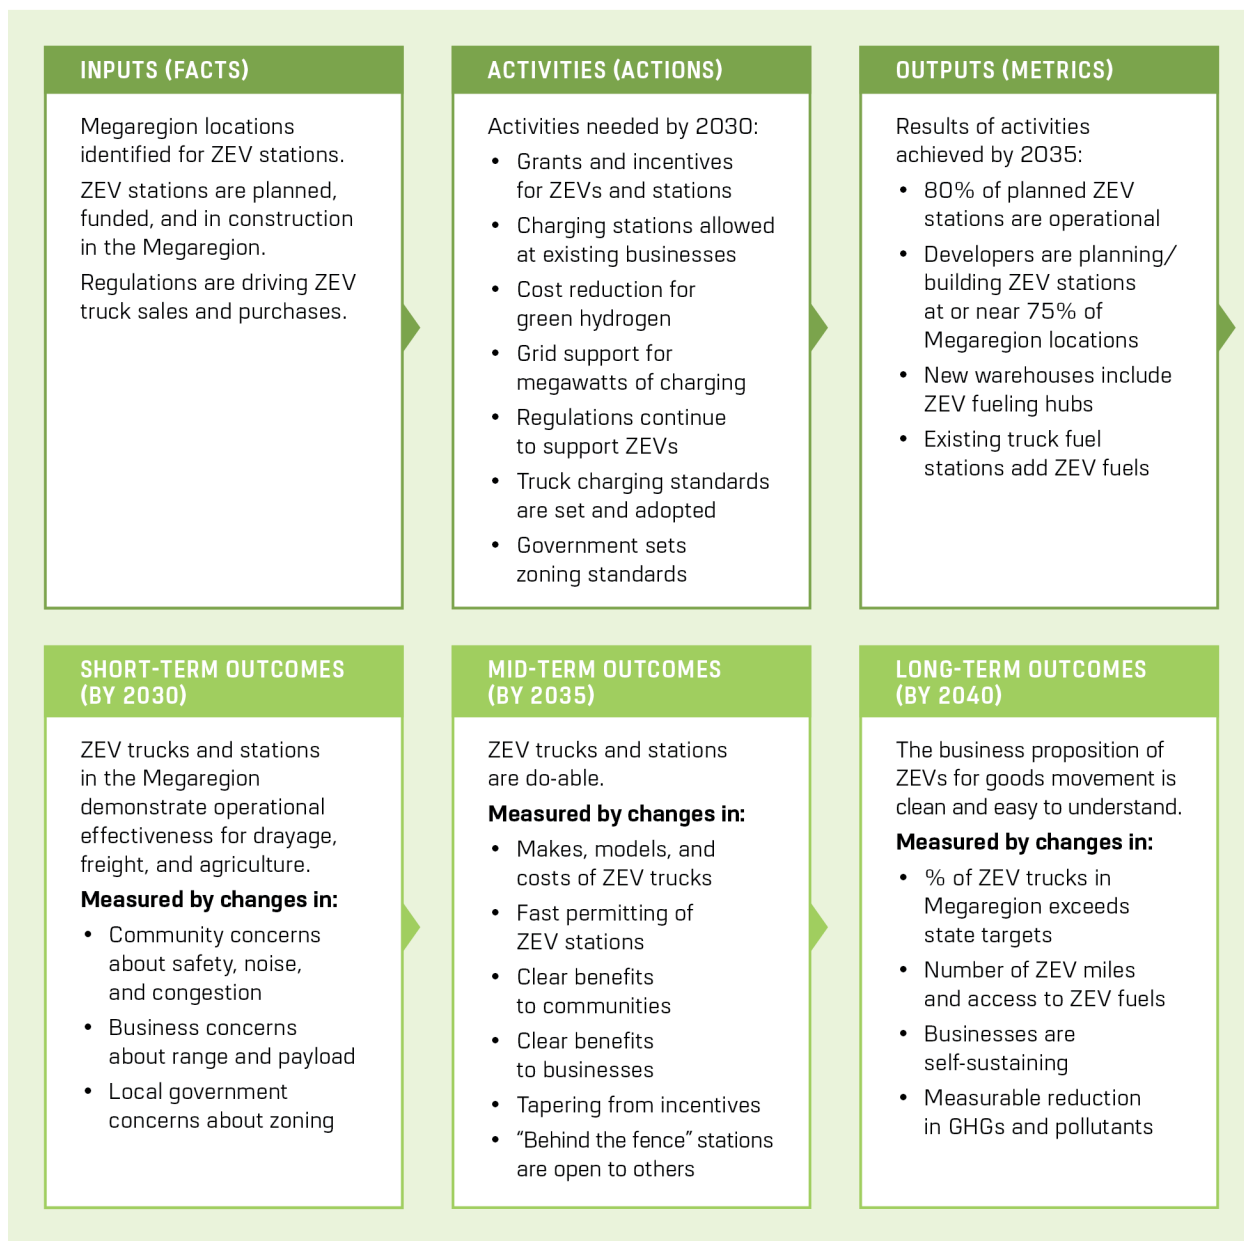 INPUTS (FACTS)
Megaregion locations
identified for ZEV stations.
ZEV stations are planned,
funded, and in construction
in the Megaregion.
Regulations are driving ZEV
truck sales and purchases.
ACTIVITIES (ACTIONS)
Activities needed by 2030:
• Grants and incentives
for ZEVs and stations
• Charging stations allowed
at existing businesses
• Cost reduction for
green hydrogen
• Grid support for
megawatts of charging
• Regulations continue
to support ZEVs
• Truck charging standards
are set and adopted
• Government sets
zoning standards
OUTPUTS (METRICS)
Results of activities
achieved by 2035:
• 80% of planned ZEV
stations are operational
• Developers are planning/
building ZEV stations
at or near 75% of
Megaregion locations
• New warehouses include
ZEV fueling hubs
• Existing truck fuel
stations add ZEV fuels
SHORT-TERM OUTCOMES
(BY 2030)
ZEV trucks and stations
in the Megaregion
demonstrate operational
effectiveness for drayage,
freight, and agriculture.
Measured by changes in:
• Community concerns
about safety, noise,
and congestion
• Business concerns
about range and payload
• Local government
concerns about zoning
MID-TERM OUTCOMES
(BY 2035)
ZEV trucks and stations
are do-able.
Measured by changes in:
• Makes, models, and
costs of ZEV trucks
• Fast permitting of
ZEV stations
• Clear benefits
to communities
• Clear benefits
to businesses
• Tapering from incentives
• “Behind the fence” stations
are open to others
LONG-TERM OUTCOMES
(BY 2040)
The business proposition of
ZEVs for goods movement is
clean and easy to understand.
Measured by changes in:
• % of ZEV trucks in
Megaregion exceeds
state targets
• Number of ZEV miles
and access to ZEV fuels
• Businesses are
self-sustaining
• Measurable reduction
in GHGs and pollutants